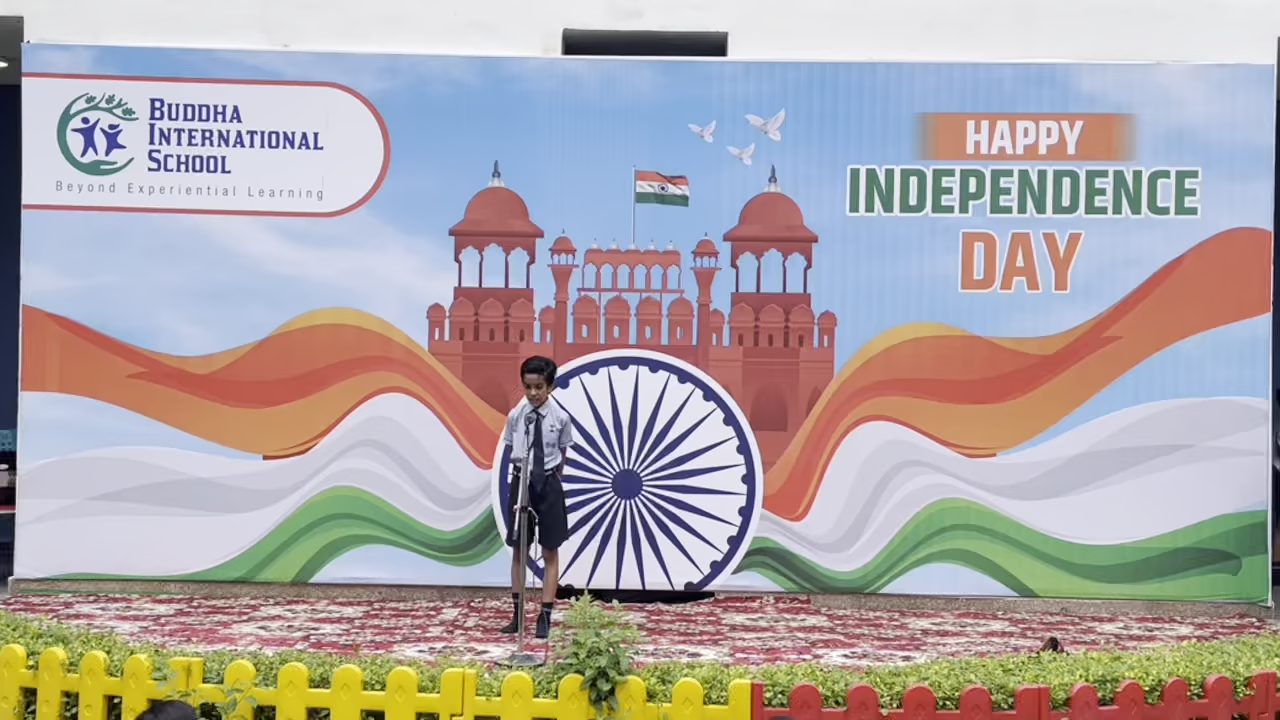 BUDDHA
INTERNATIONAL
SCHOOL
Beyond Experiential Learning
HAPPY
INDEPENDENCE
DAY